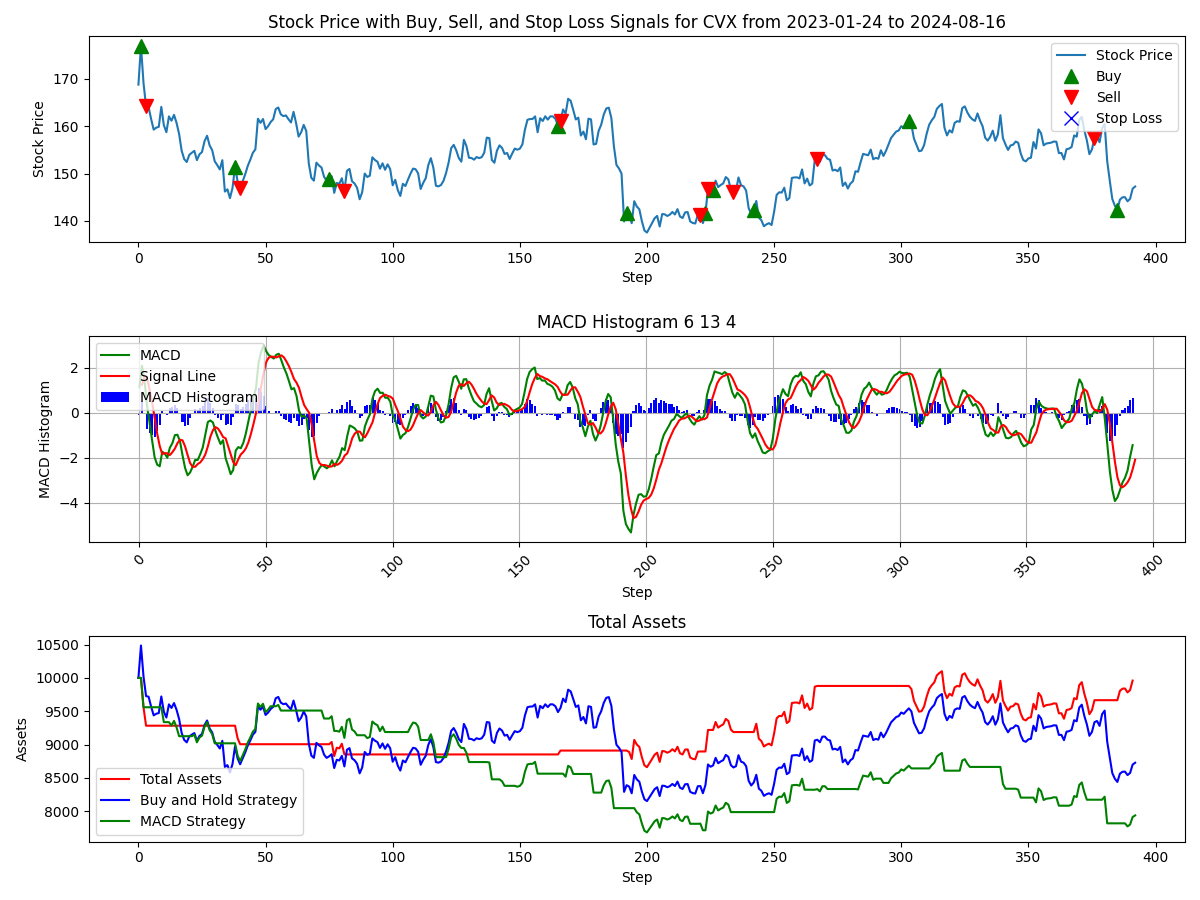 Stock Price with Buy, Sell, and Stop Loss Signals for CVX from 2023-01-24 to 2024-08-16
Stock Price
170
160
150
140
Stock Price
Buy
Sell
Stop Loss
0 50 100 150 200 250 300 350 400
Step
MACD Histogram 6 13 4
MACD Histogram
2
0
−2
−4
MACD
Signal Line
MACD Histogram
0 50 100 150 200 250 300 350 400
Step
Total Assets
Assets
10500
10000
9500
9000
8500
8000
Total Assets
Buy and Hold Strategy
MACD Strategy
0 50 100 150 200 250 300 350 400
Step